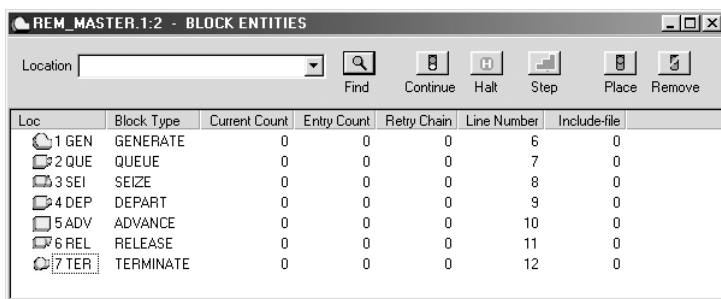 REM_MASTER.1:2 - BLOCK ENTITIES
Location
Find Continue Halt Step Place Remove
Loc Block Type Current Count Entry Count Retry Chain Line Number Include-file
1 GEN GENERATE 0 0 0 6 0
2 QUE QUEUE 0 0 0 7 0
3 SEI SEIZE 0 0 0 8 0
4 DEP DEPART 0 0 0 9 0
5 ADV ADVANCE 0 0 0 10 0
6 REL RELEASE 0 0 0 11 0
7 TER TERMINATE 0 0 0 12 0